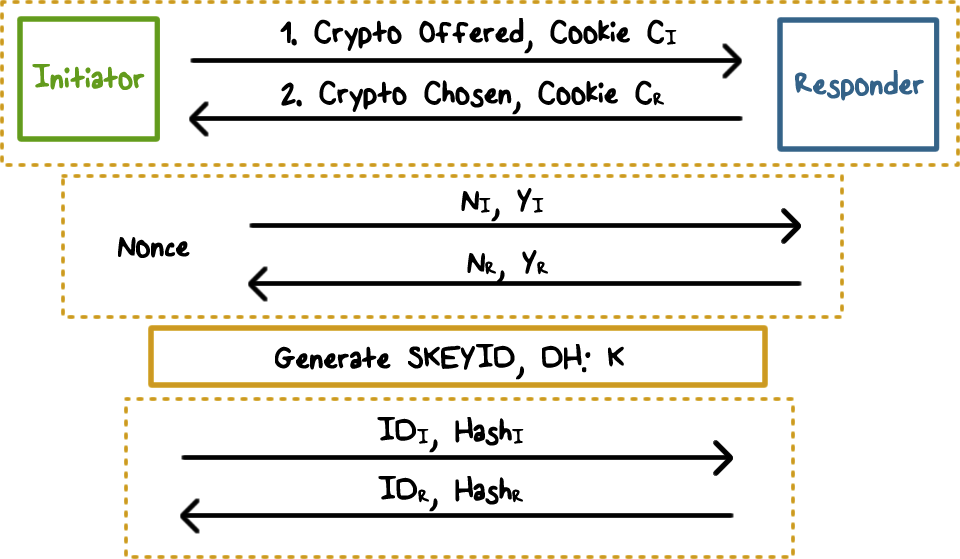 Initiator
1. Crypto Offered, Cookie CI
2. Crypto Chosen, Cookie CR
Responder
Nonce
NI, YI
NR, YR
Generate SKEYID, DH: K
IDI, HashI
IDR, HashR